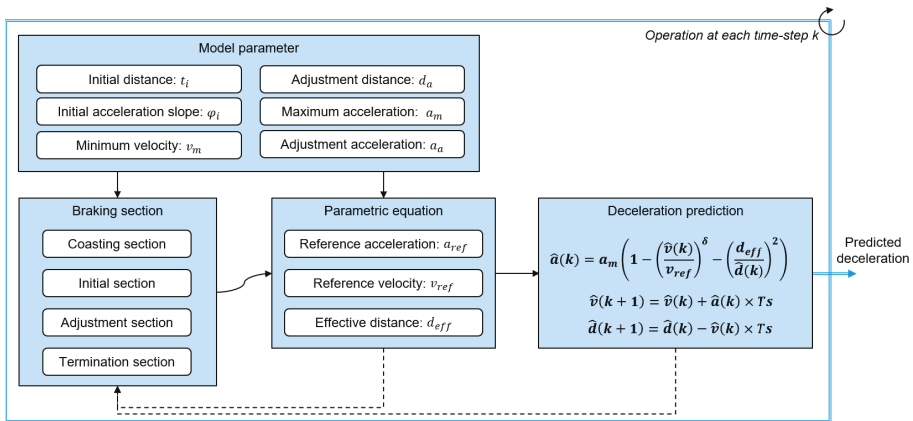 Operation at each time-step k
Model parameter
Initial distance: tᵢ
Adjustment distance: dₐ
Initial acceleration slope: φᵢ
Maximum acceleration: aₘ
Minimum velocity: vₘ
Adjustment acceleration: aₐ
Braking section
Coasting section
Initial section
Adjustment section
Termination section
Parametric equation
Reference acceleration: a_ref
Reference velocity: v_ref
Effective distance: d_eff
Deceleration prediction
â(k) = aₘ(1 − (v̂(k)/v_ref)^δ − (d_eff/d̂(k))²)
v̂(k + 1) = v̂(k) + â(k) × Ts
d̂(k + 1) = d̂(k) − v̂(k) × Ts
Predicted
deceleration